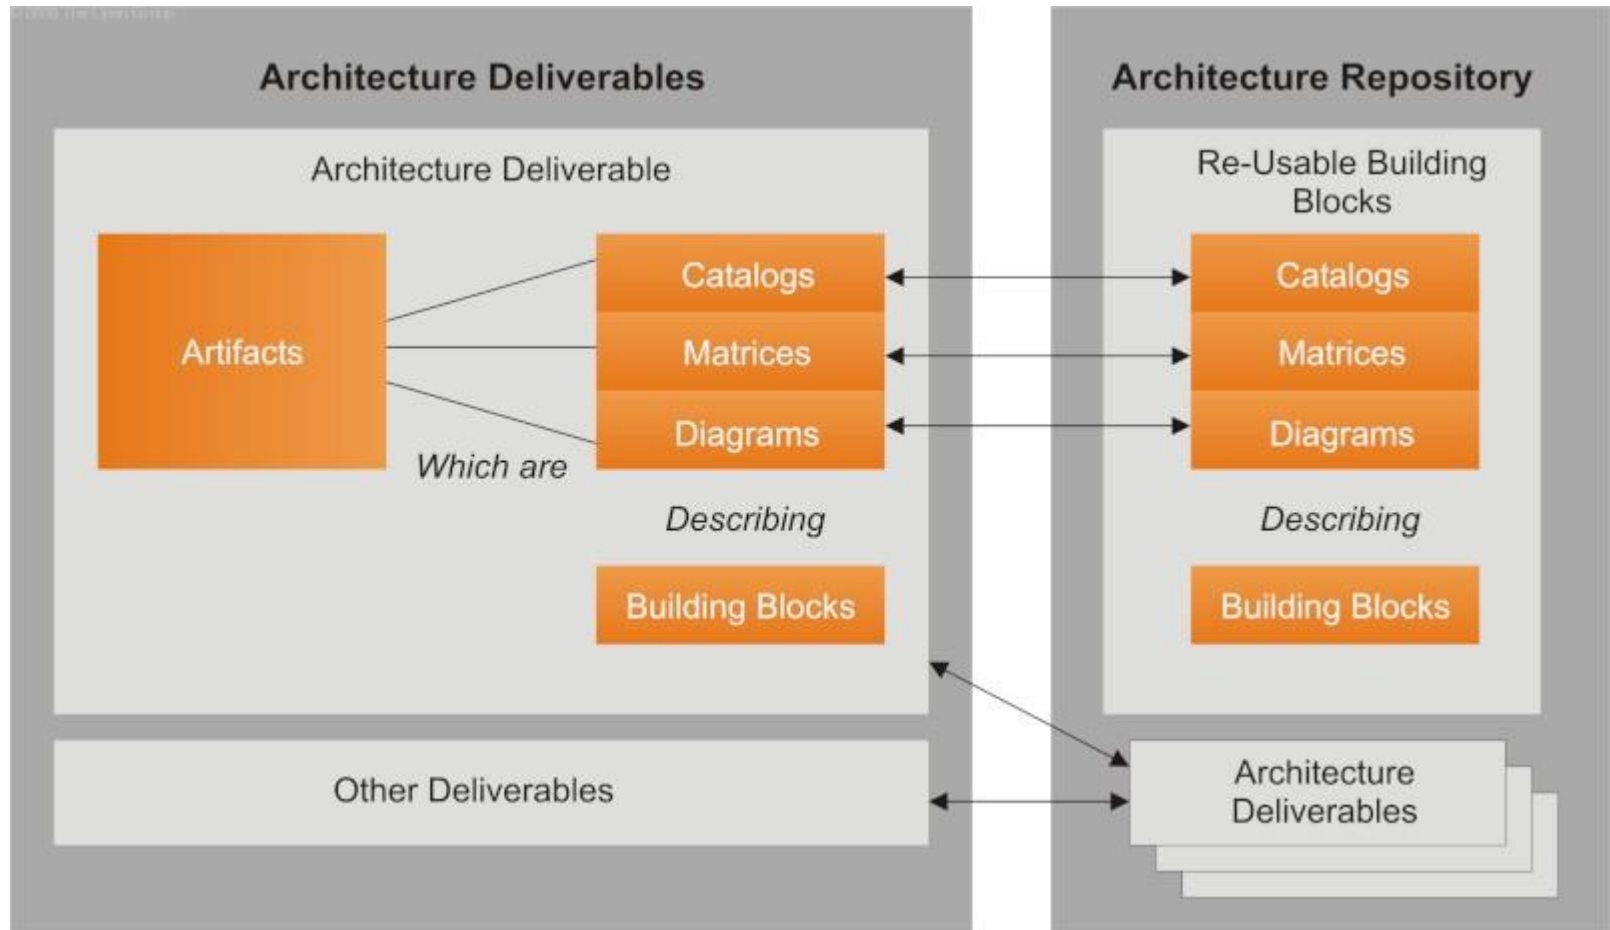 Architecture Deliverables
Architecture Deliverable
Artifacts
Catalogs
Matrices
Diagrams
Which are
Describing
Building Blocks
Other Deliverables
Architecture Repository
Re-Usable Building
Blocks
Catalogs
Matrices
Diagrams
Describing
Building Blocks
Architecture
Deliverables